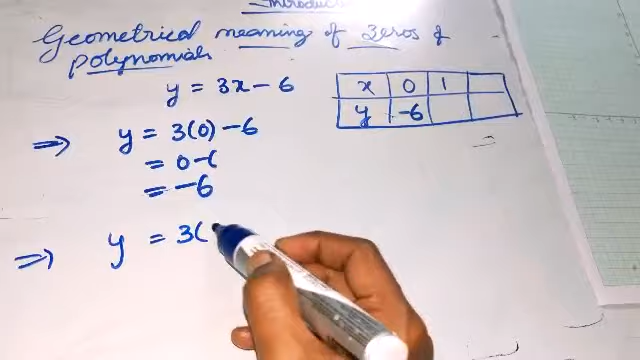 Geometrical meaning of Zeros of
polynomials
y = 3x - 6
x 0 1
y -6
⇒ y = 3(0) - 6
= 0 - 6
= -6
⇒ y = 3(